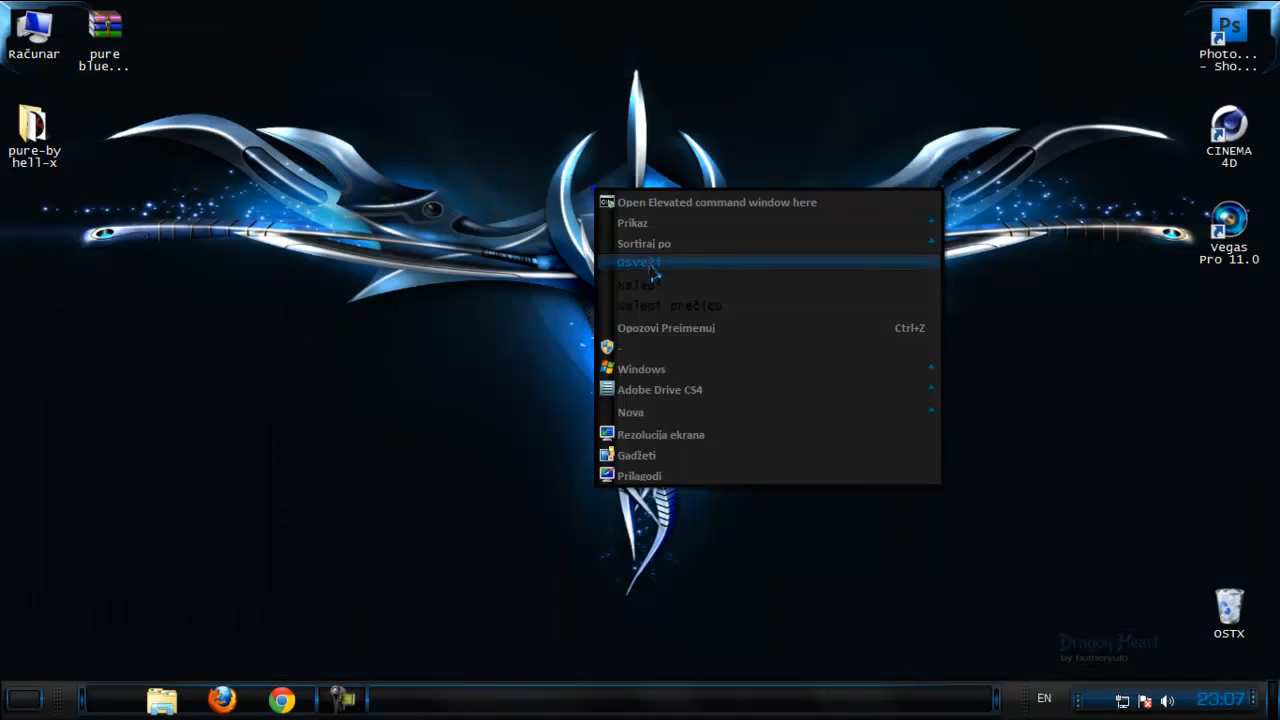 Računar
pure
blue...
pure-by
hell-x
Photo...
- Sho...
CINEMA
4D
Vegas
Pro 11.0
OSTX
Open Elevated command window here
Prikaz
Sortiraj po
Osveži
Nalepi
Nalepi prečicu
Opozovi Preimenuj Ctrl+Z
-
Windows
Adobe Drive CS4
Nova
Rezolucija ekrana
Gadžeti
Prilagodi
Dragon Heart
by homeryulo
EN
23:07